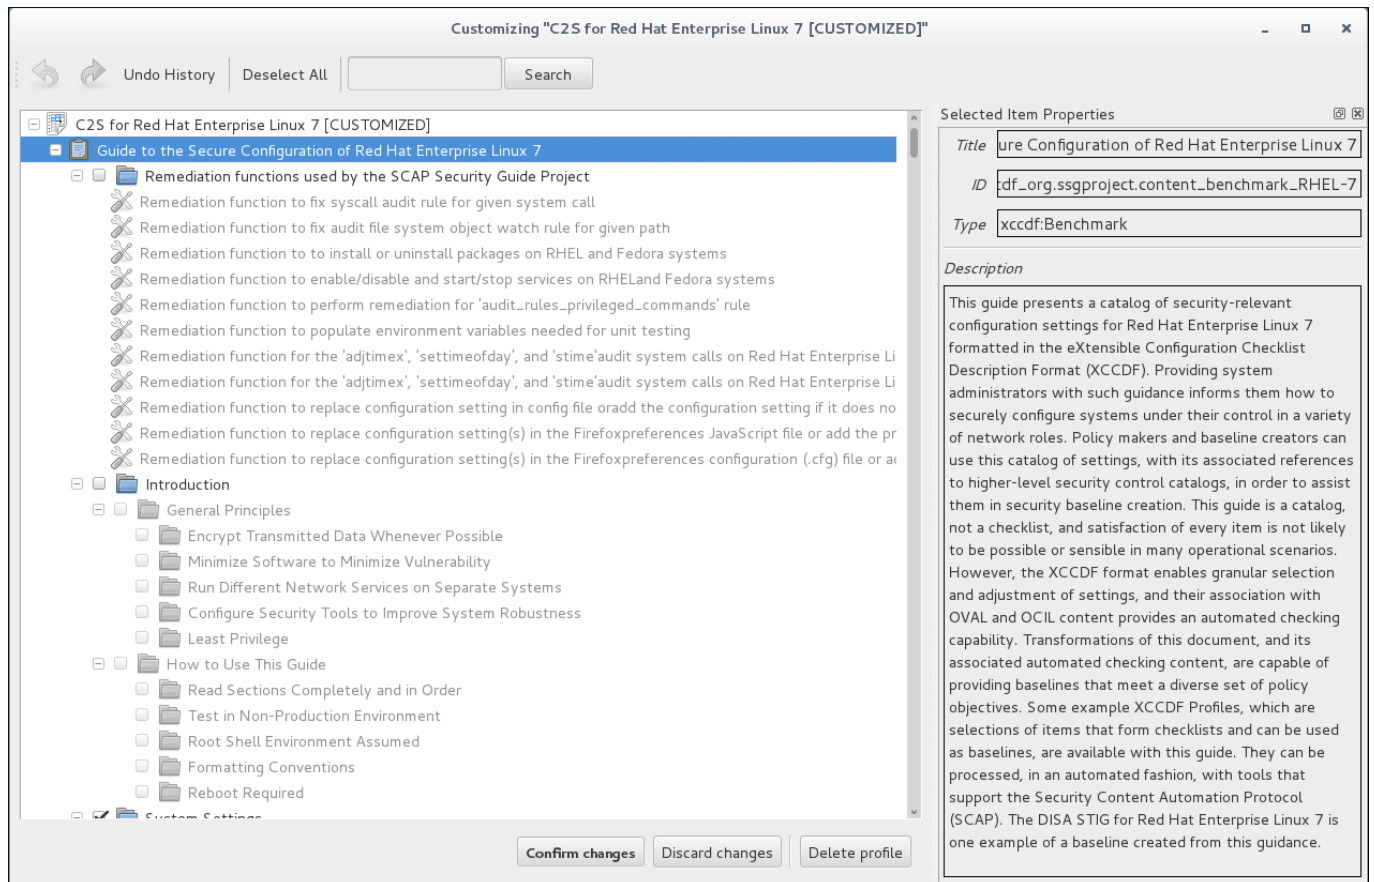 Customizing "C2S for Red Hat Enterprise Linux 7 [CUSTOMIZED]"
Undo History
Deselect All
Search
C2S for Red Hat Enterprise Linux 7 [CUSTOMIZED]
Guide to the Secure Configuration of Red Hat Enterprise Linux 7
Remediation functions used by the SCAP Security Guide Project
Remediation function to fix syscall audit rule for given system call
Remediation function to fix audit file system object watch rule for given path
Remediation function to to install or uninstall packages on RHEL and Fedora systems
Remediation function to enable/disable and start/stop services on RHELand Fedora systems
Remediation function to perform remediation for 'audit_rules_privileged_commands' rule
Remediation function to populate environment variables needed for unit testing
Remediation function for the 'adjtimex', 'settimeofday', and 'stime'audit system calls on Red Hat Enterprise Li
Remediation function for the 'adjtimex', 'settimeofday', and 'stime'audit system calls on Red Hat Enterprise Li
Remediation function to replace configuration setting in config file oradd the configuration setting if it does no
Remediation function to replace configuration setting(s) in the Firefoxpreferences JavaScript file or add the pr
Remediation function to replace configuration setting(s) in the Firefoxpreferences configuration (.cfg) file or ac
Introduction
General Principles
Encrypt Transmitted Data Whenever Possible
Minimize Software to Minimize Vulnerability
Run Different Network Services on Separate Systems
Configure Security Tools to Improve System Robustness
Least Privilege
How to Use This Guide
Read Sections Completely and in Order
Test in Non-Production Environment
Root Shell Environment Assumed
Formatting Conventions
Reboot Required
System Settings
Confirm changes
Discard changes
Delete profile
Selected Item Properties
Title
ure Configuration of Red Hat Enterprise Linux 7
ID
cdf_org.ssgproject.content_benchmark_RHEL-7
Type
xccdf:Benchmark
Description
This guide presents a catalog of security-relevant
configuration settings for Red Hat Enterprise Linux 7
formatted in the eXtensible Configuration Checklist
Description Format (XCCDF). Providing system
administrators with such guidance informs them how to
securely configure systems under their control in a variety
of network roles. Policy makers and baseline creators can
use this catalog of settings, with its associated references
to higher-level security control catalogs, in order to assist
them in security baseline creation. This guide is a catalog,
not a checklist, and satisfaction of every item is not likely
to be possible or sensible in many operational scenarios.
However, the XCCDF format enables granular selection
and adjustment of settings, and their association with
OVAL and OCIL content provides an automated checking
capability. Transformations of this document, and its
associated automated checking content, are capable of
providing baselines that meet a diverse set of policy
objectives. Some example XCCDF Profiles, which are
selections of items that form checklists and can be used
as baselines, are available with this guide. They can be
processed, in an automated fashion, with tools that
support the Security Content Automation Protocol
(SCAP). The DISA STIG for Red Hat Enterprise Linux 7 is
one example of a baseline created from this guidance.